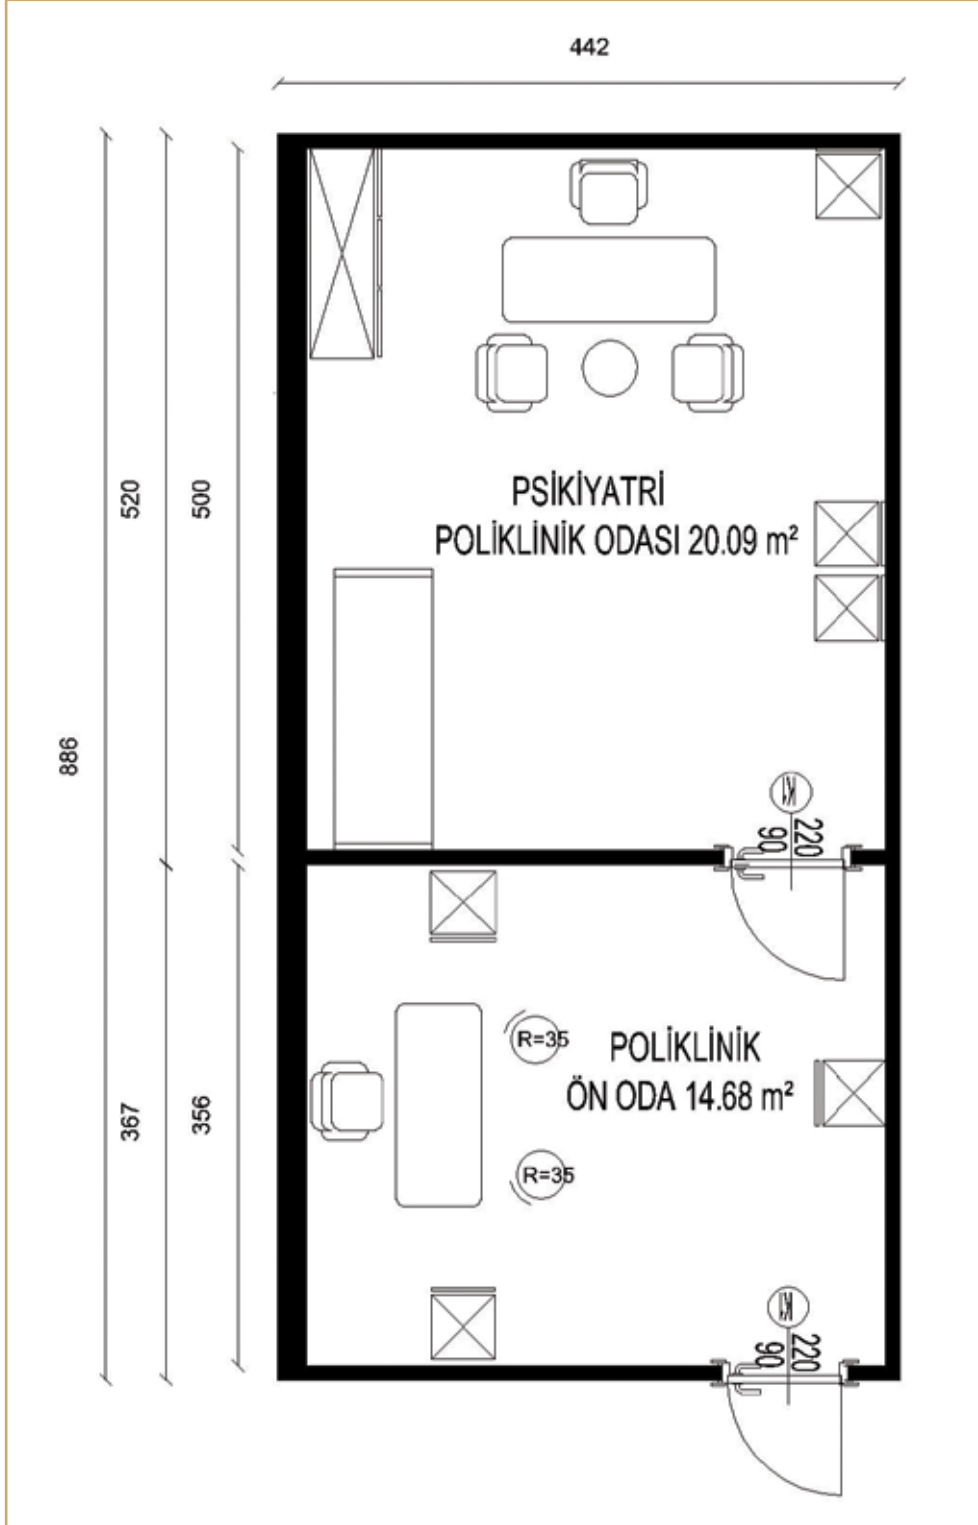 442
520
500
PSİKİYATRİ
POLİKLİNİK ODASI 20.09 m²
886
90
220
R=35
POLİKLİNİK
ÖN ODA 14.68 m²
367
356
R=35
90
220